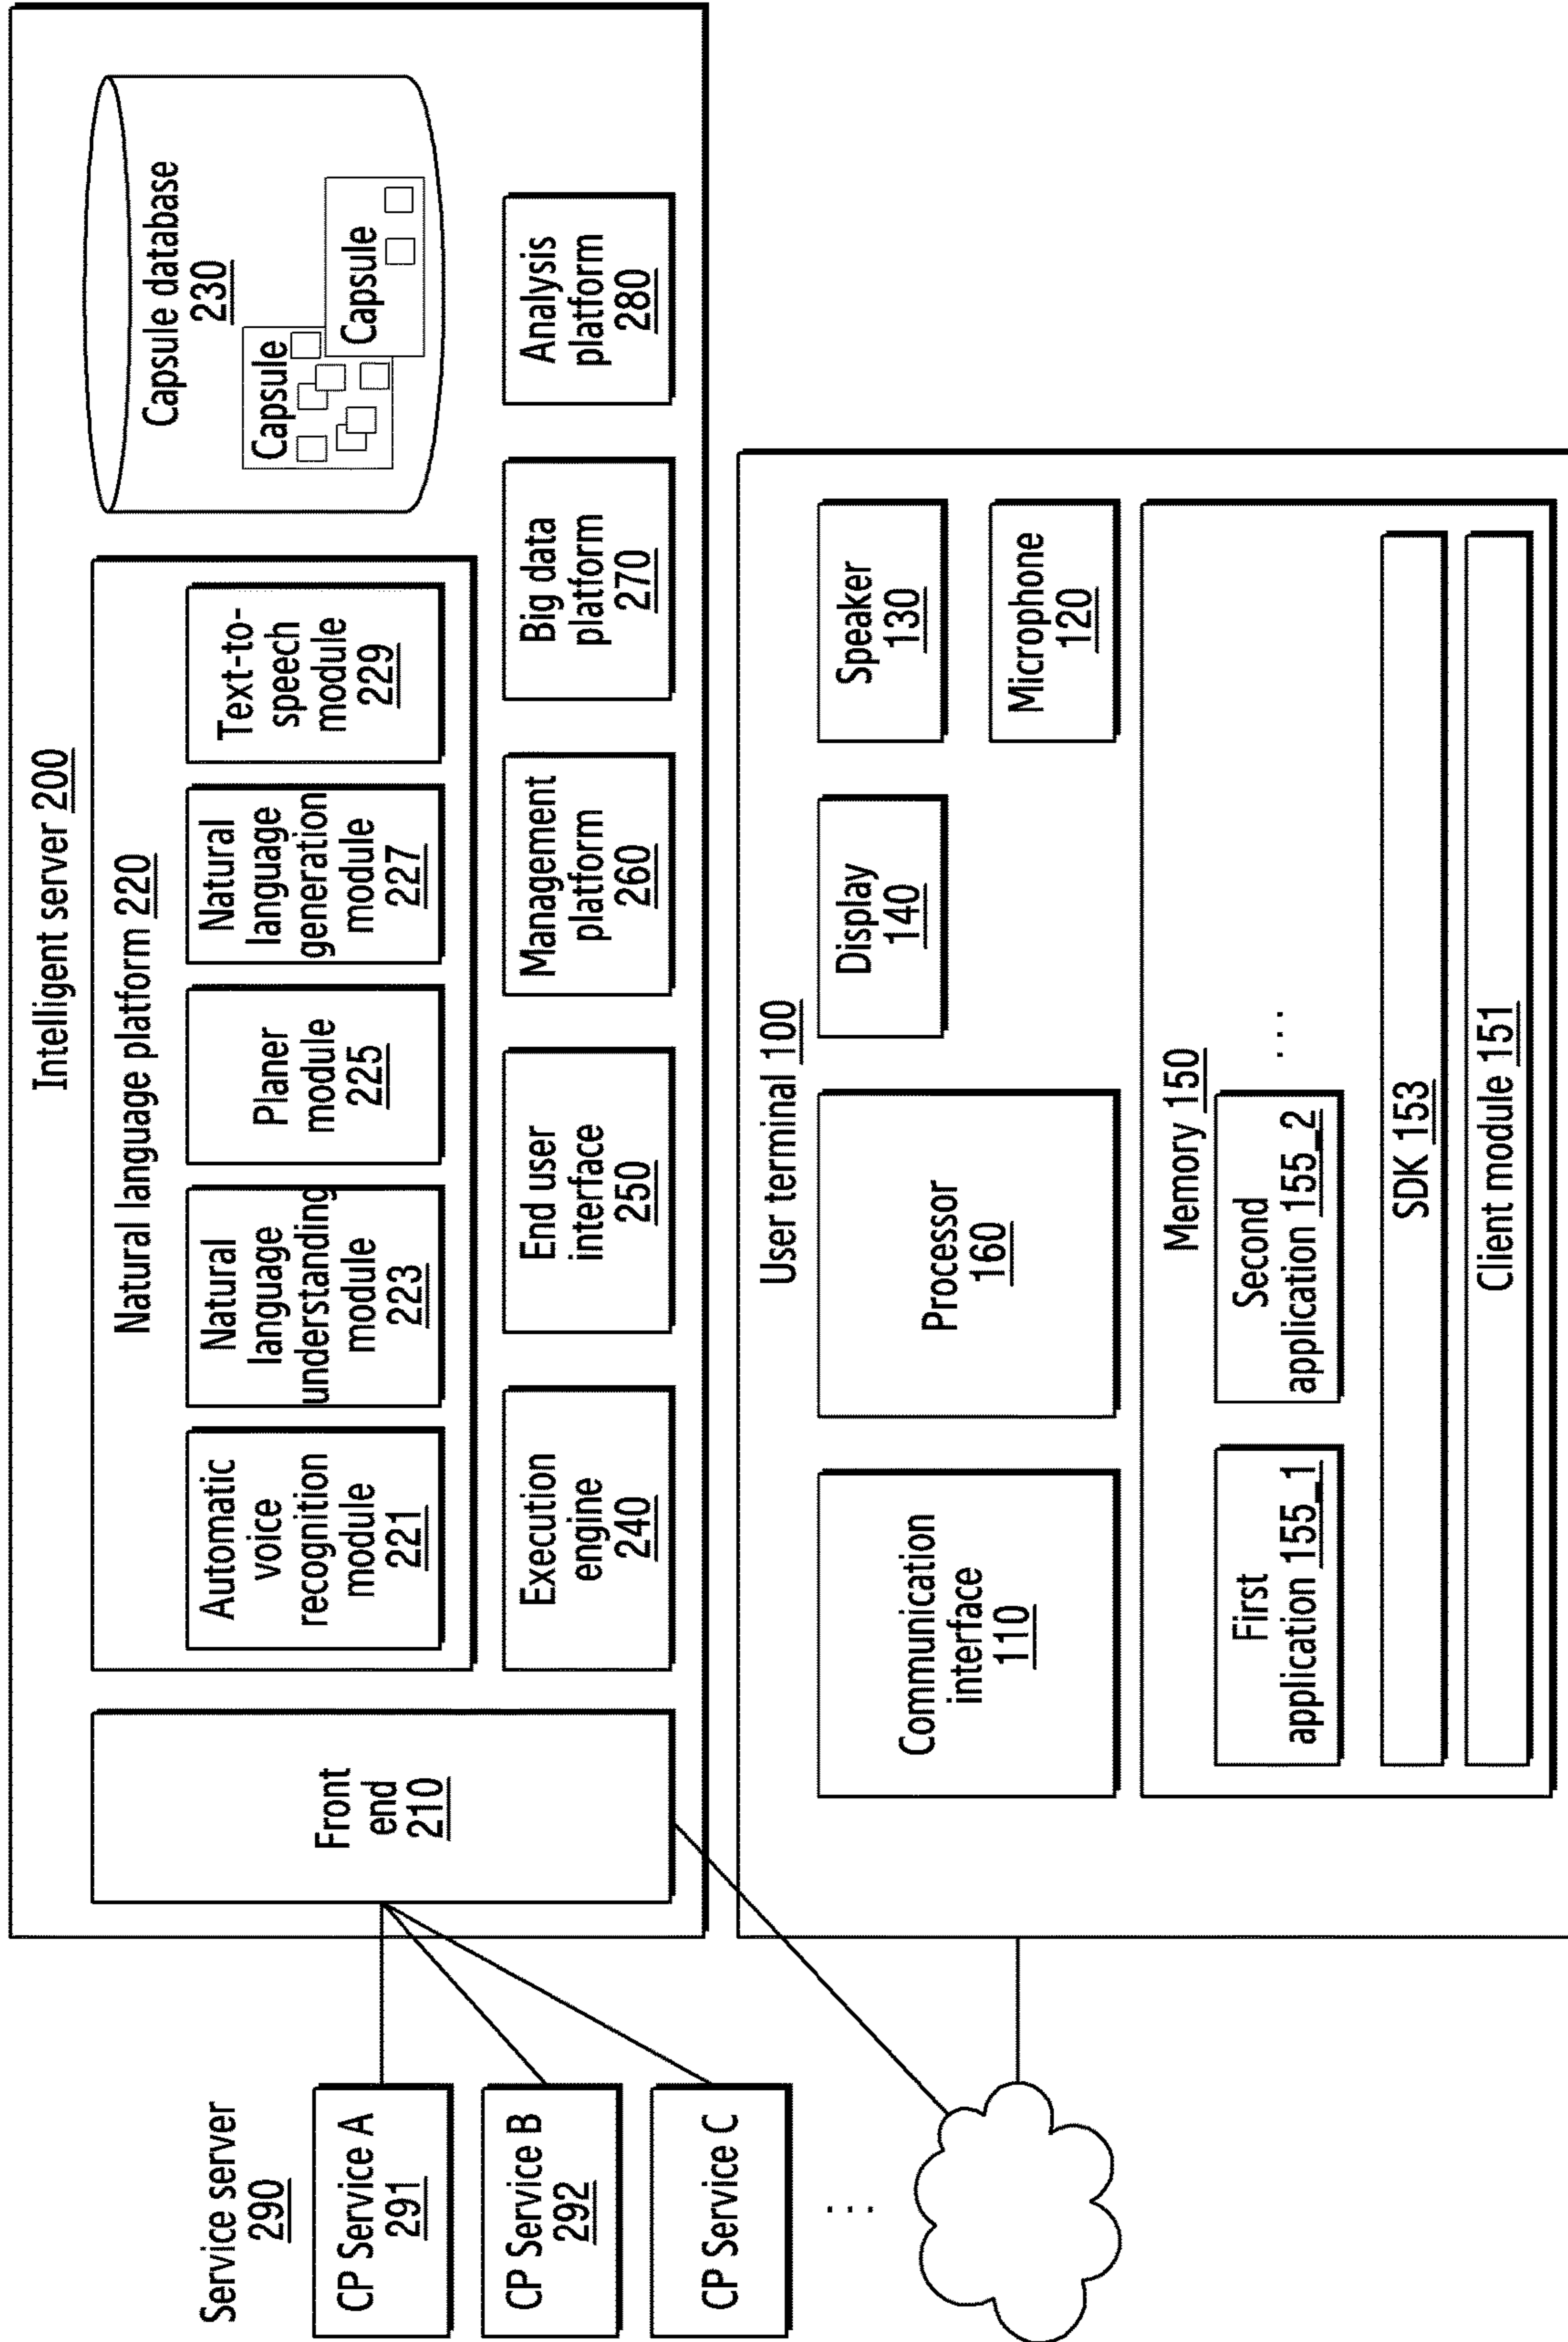 Intelligent server 200
Natural language platform 220
Front
end
210
Automatic
voice
recognition
module
221
Natural
language
understanding
module
223
Planer
module
225
Natural
language
generation
module
227
Text-to-
speech
module
229
Capsule database
230
Capsule
Capsule
Execution
engine
240
End user
interface
250
Management
platform
260
Big data
platform
270
Analysis
platform
280
Service server
290
CP Service A
291
CP Service B
292
CP Service C
...
User terminal 100
Communication
interface
110
Processor
160
Display
140
Speaker
130
Microphone
120
Memory 150
First
application 155_1
Second
application 155_2
...
SDK 153
Client module 151